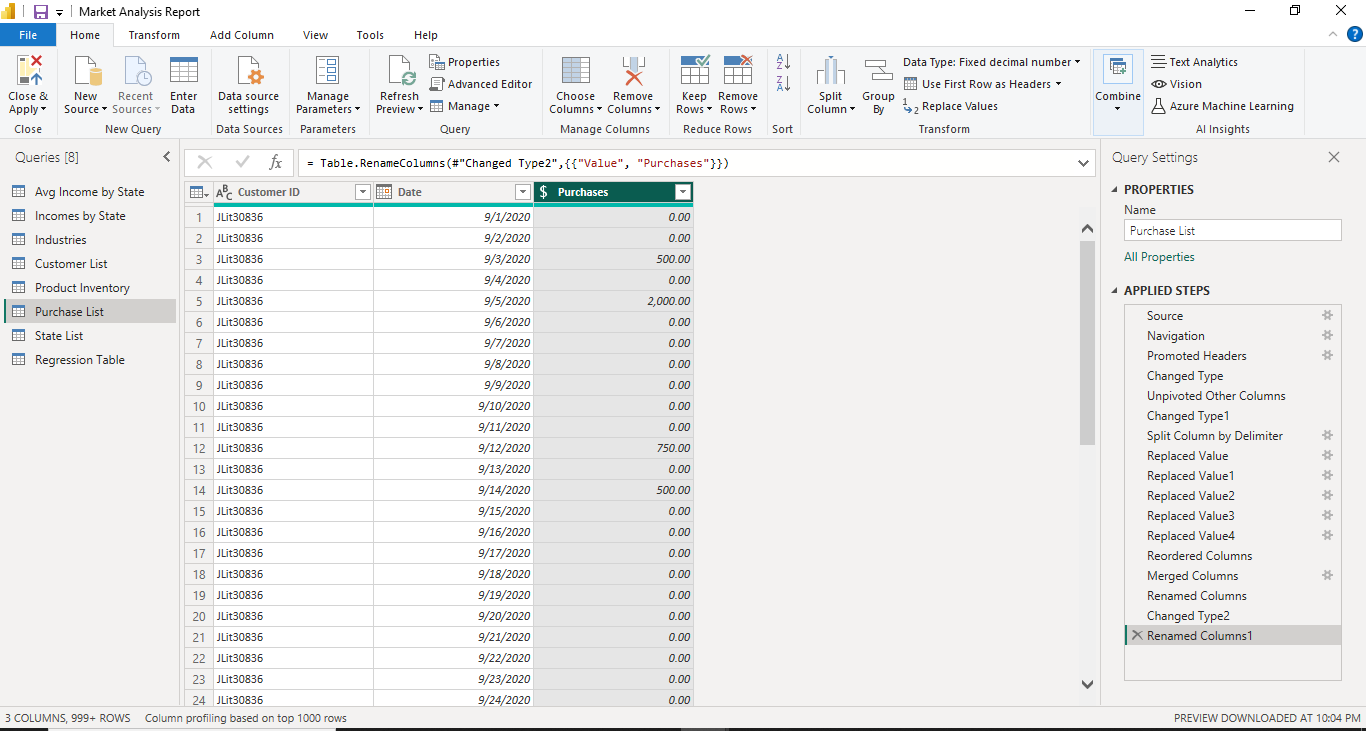 Market Analysis Report
File Home Transform Add Column View Tools Help
Close & Apply
Close
New Source
Recent Sources
Enter Data
New Query
Data source settings
Data Sources
Manage Parameters
Parameters
Refresh Preview
Properties
Advanced Editor
Manage
Query
Choose Columns
Remove Columns
Manage Columns
Keep Rows
Remove Rows
Reduce Rows
Sort
Split Column
Group By
Data Type: Fixed decimal number
Use First Row as Headers
Replace Values
Transform
Combine
Text Analytics
Vision
Azure Machine Learning
AI Insights
Queries [8]
Avg Income by State
Incomes by State
Industries
Customer List
Product Inventory
Purchase List
State List
Regression Table
fx = Table.RenameColumns(#"Changed Type2",{{"Value", "Purchases"}})
ABC Customer ID Date $ Purchases
1 JLit30836 9/1/2020 0.00
2 JLit30836 9/2/2020 0.00
3 JLit30836 9/3/2020 500.00
4 JLit30836 9/4/2020 0.00
5 JLit30836 9/5/2020 2,000.00
6 JLit30836 9/6/2020 0.00
7 JLit30836 9/7/2020 0.00
8 JLit30836 9/8/2020 0.00
9 JLit30836 9/9/2020 0.00
10 JLit30836 9/10/2020 0.00
11 JLit30836 9/11/2020 0.00
12 JLit30836 9/12/2020 750.00
13 JLit30836 9/13/2020 0.00
14 JLit30836 9/14/2020 500.00
15 JLit30836 9/15/2020 0.00
16 JLit30836 9/16/2020 0.00
17 JLit30836 9/17/2020 0.00
18 JLit30836 9/18/2020 0.00
19 JLit30836 9/19/2020 0.00
20 JLit30836 9/20/2020 0.00
21 JLit30836 9/21/2020 0.00
22 JLit30836 9/22/2020 0.00
23 JLit30836 9/23/2020 0.00
24 JLit30836 9/24/2020 0.00
Query Settings
PROPERTIES
Name
Purchase List
All Properties
APPLIED STEPS
Source
Navigation
Promoted Headers
Changed Type
Unpivoted Other Columns
Changed Type1
Split Column by Delimiter
Replaced Value
Replaced Value1
Replaced Value2
Replaced Value3
Replaced Value4
Reordered Columns
Merged Columns
Renamed Columns
Changed Type2
Renamed Columns1
3 COLUMNS, 999+ ROWS Column profiling based on top 1000 rows
PREVIEW DOWNLOADED AT 10:04 PM